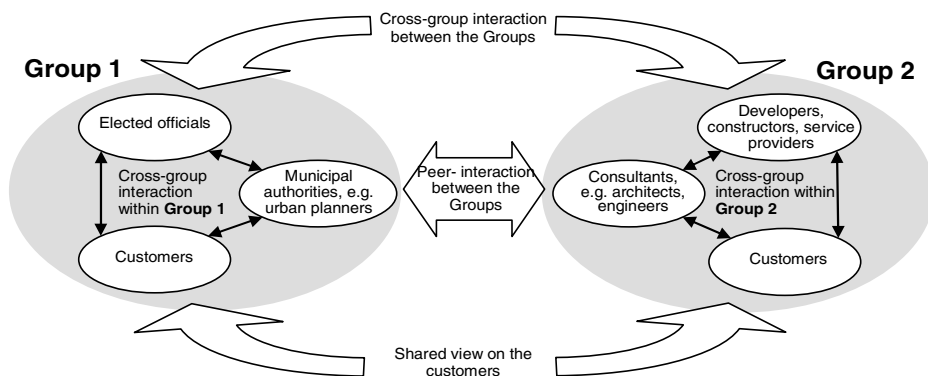 Cross-group interaction
between the Groups
Group 1
Group 2
Elected officials
Cross-group
interaction
within Group 1
Municipal
authorities, e.g.
urban planners
Customers
Peer- interaction
between the
Groups
Developers,
constructors, service
providers
Consultants,
e.g. architects,
engineers
Cross-group
interaction within
Group 2
Customers
Shared view on the
customers